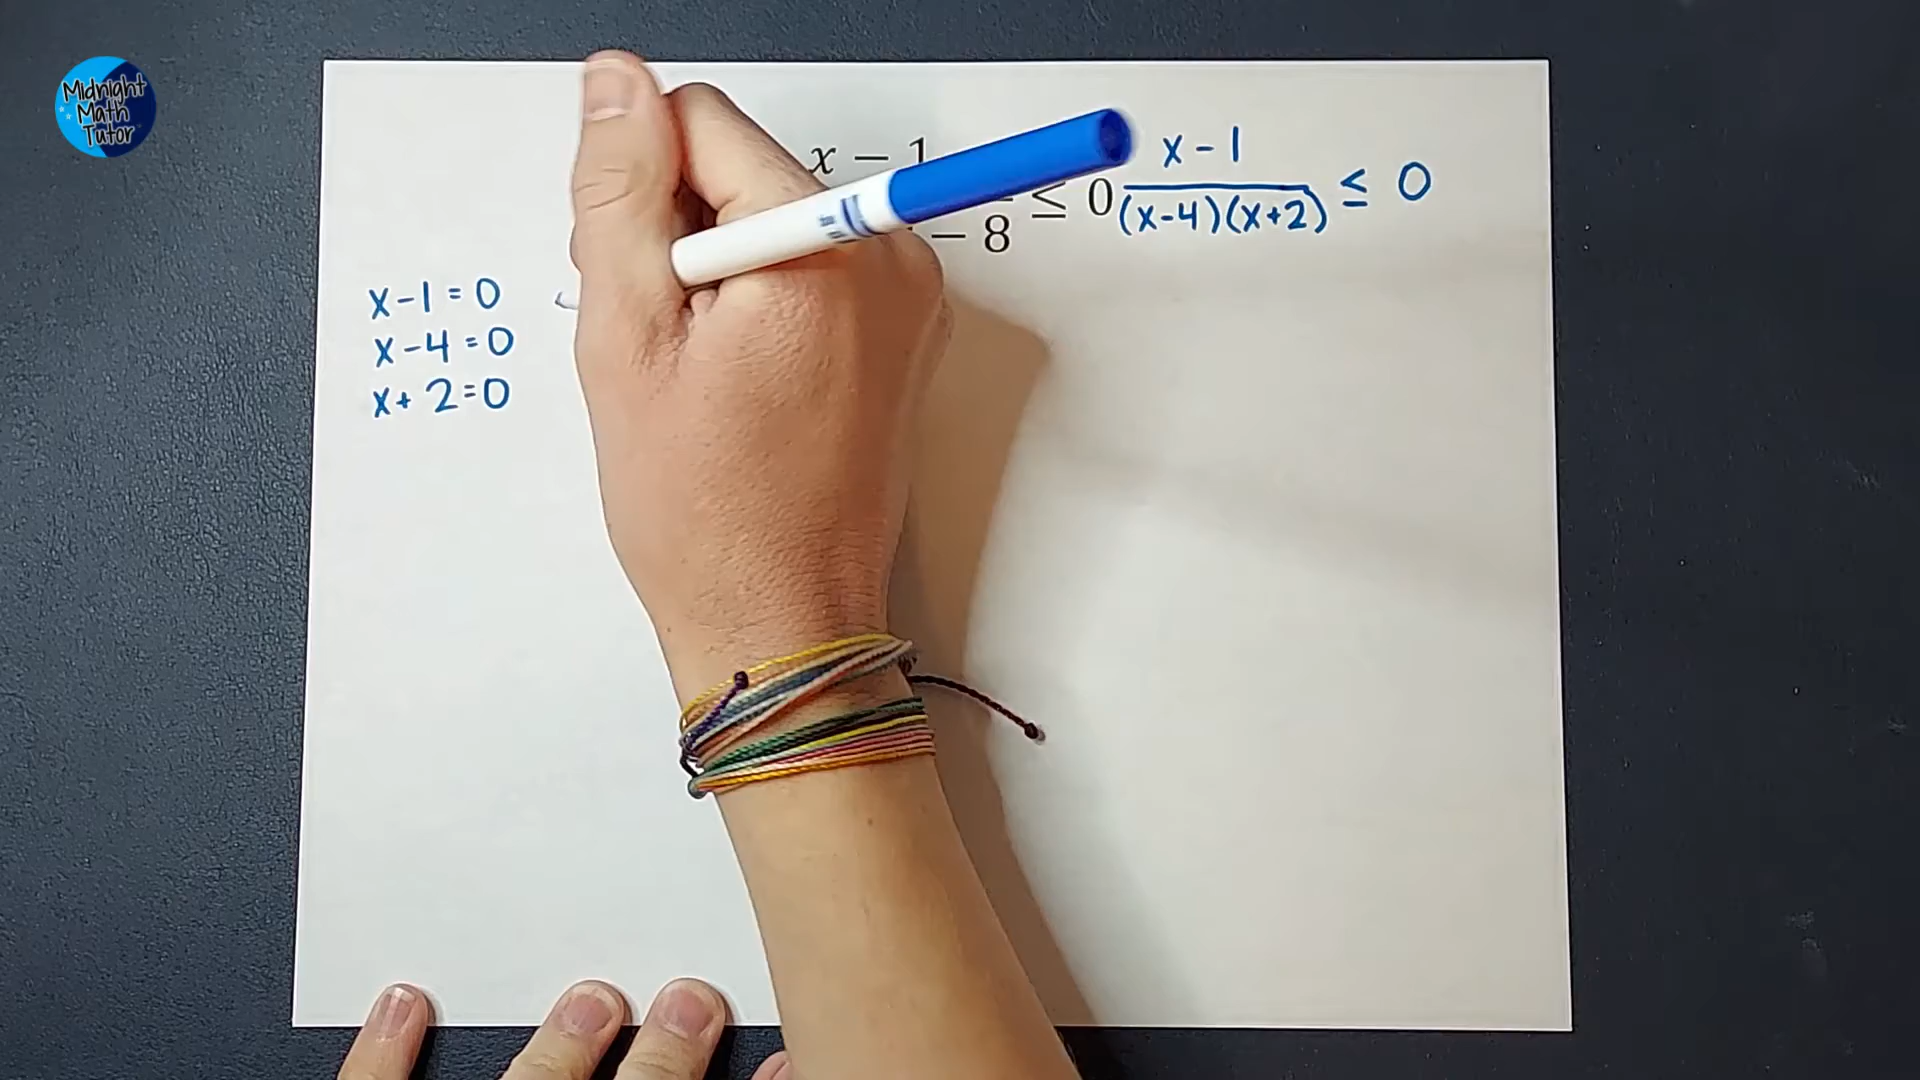 Midnight
Math
Tutor
x − 1
− 8
≤ 0
x - 1
(x-4)(x+2)
≤ 0
x-1 = 0
x-4 = 0
x+ 2=0